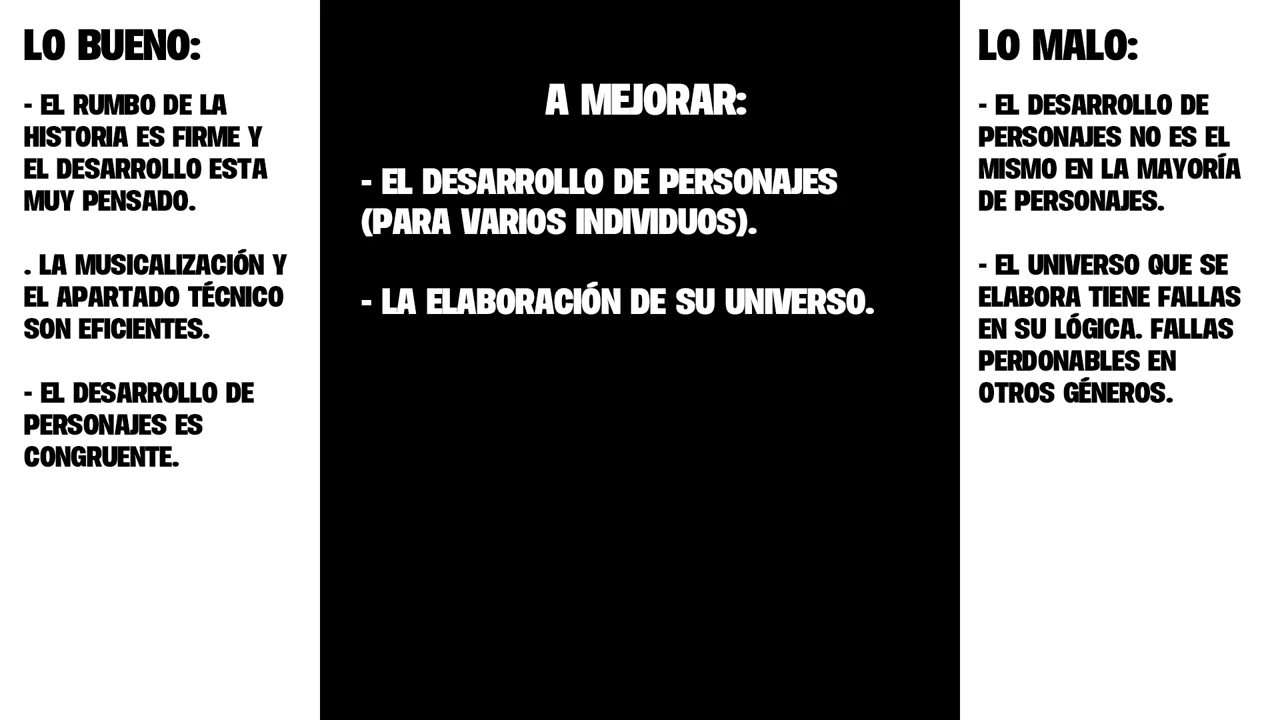 LO BUENO:
- EL RUMBO DE LA
HISTORIA ES FIRME Y
EL DESARROLLO ESTA
MUY PENSADO.
. LA MUSICALIZACIÓN Y
EL APARTADO TÉCNICO
SON EFICIENTES.
- EL DESARROLLO DE
PERSONAJES ES
CONGRUENTE.
A MEJORAR:
- EL DESARROLLO DE PERSONAJES
(PARA VARIOS INDIVIDUOS).
- LA ELABORACIÓN DE SU UNIVERSO.
LO MALO:
- EL DESARROLLO DE
PERSONAJES NO ES EL
MISMO EN LA MAYORÍA
DE PERSONAJES.
- EL UNIVERSO QUE SE
ELABORA TIENE FALLAS
EN SU LÓGICA. FALLAS
PERDONABLES EN
OTROS GÉNEROS.